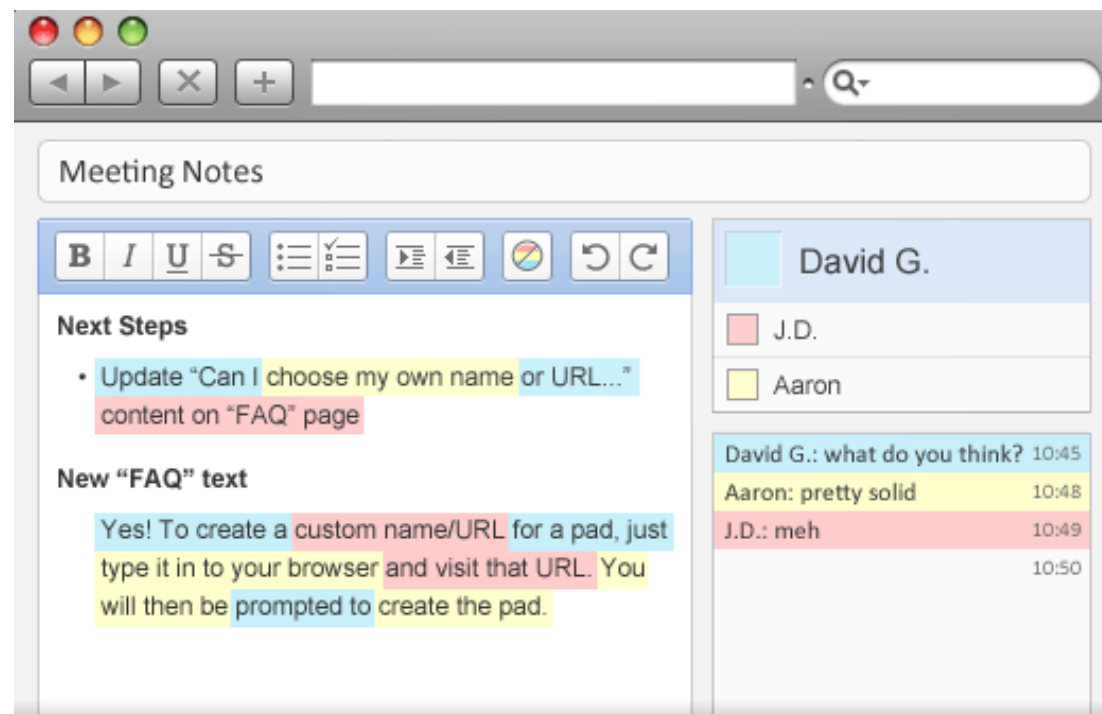 Meeting Notes
B I U S
Next Steps
• Update “Can I choose my own name or URL...”
content on “FAQ” page
New “FAQ” text
Yes! To create a custom name/URL for a pad, just
type it in to your browser and visit that URL. You
will then be prompted to create the pad.
David G.
J.D.
Aaron
David G.: what do you think? 10:45
Aaron: pretty solid 10:48
J.D.: meh 10:49
10:50